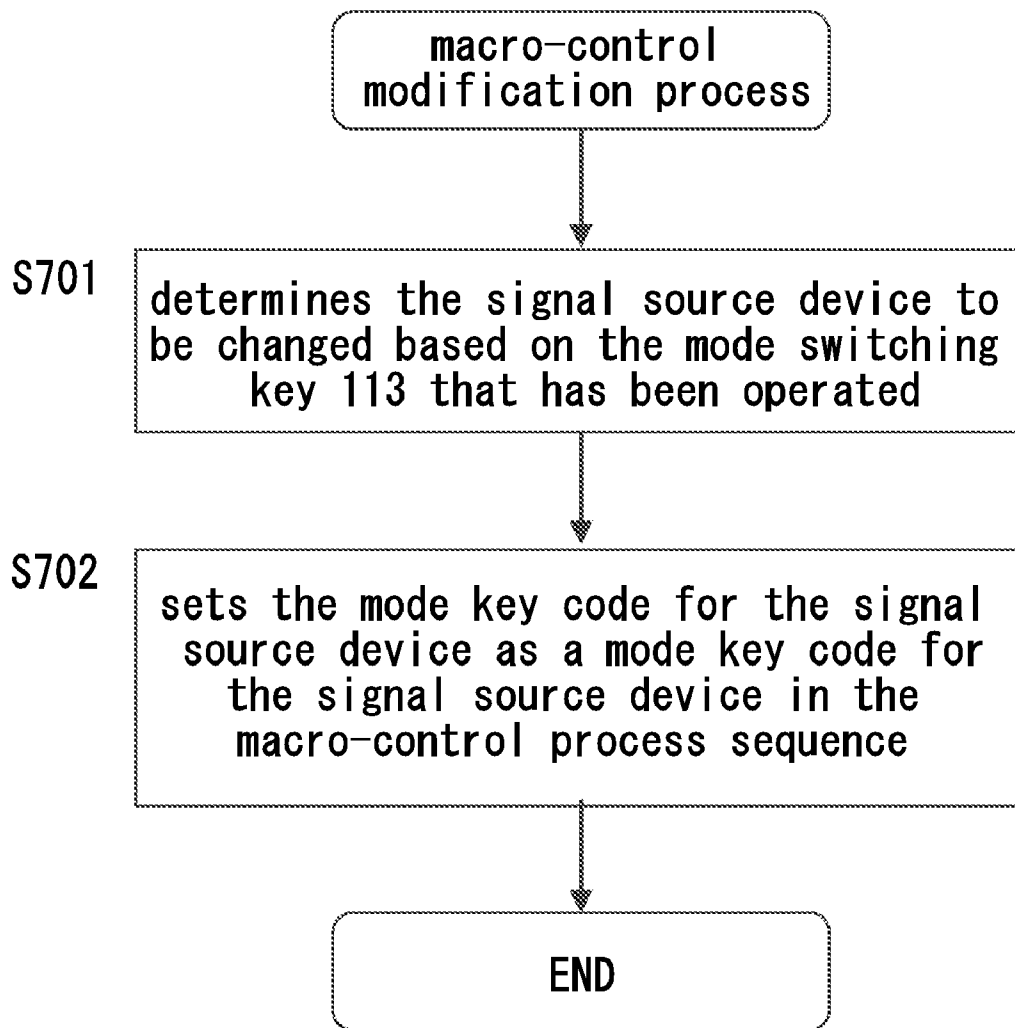 macro-control
modification process
S701
determines the signal source device to
be changed based on the mode switching
key 113 that has been operated
S702
sets the mode key code for the signal
source device as a mode key code for
the signal source device in the
macro-control process sequence
END